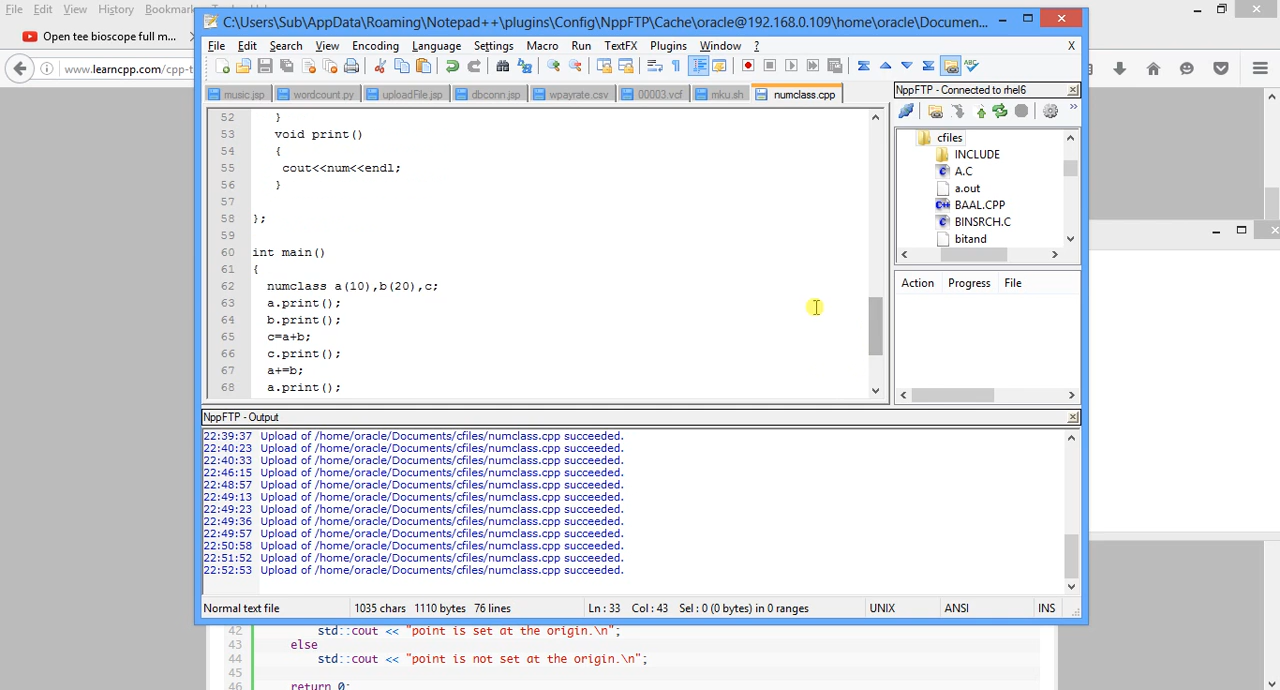 File Edit View History Bookmark
Open tee bioscope full m...
www.learncpp.com/cpp-t
C:\Users\Sub\AppData\Roaming\Notepad++\plugins\Config\NppFTP\Cache\oracle@192.168.0.109\home\oracle\Documen...
File Edit Search View Encoding Language Settings Macro Run TextFX Plugins Window ? X
music.jsp wordcount.py uploadFile.jsp dbconn.jsp wpayrate.csv 00003.vcf mku.sh numclass.cpp
52 }
53 void print()
54 {
55 cout<<num<<endl;
56 }
57
58 };
59
60 int main()
61 {
62 numclass a(10),b(20),c;
63 a.print();
64 b.print();
65 c=a+b;
66 c.print();
67 a+=b;
68 a.print();
NppFTP - Connected to rhel6
cfiles
INCLUDE
A.C
a.out
BAAL.CPP
BINSRCH.C
bitand
Action Progress File
NppFTP - Output
22:39:37 Upload of /home/oracle/Documents/cfiles/numclass.cpp succeeded.
22:40:23 Upload of /home/oracle/Documents/cfiles/numclass.cpp succeeded.
22:40:33 Upload of /home/oracle/Documents/cfiles/numclass.cpp succeeded.
22:46:15 Upload of /home/oracle/Documents/cfiles/numclass.cpp succeeded.
22:48:57 Upload of /home/oracle/Documents/cfiles/numclass.cpp succeeded.
22:49:13 Upload of /home/oracle/Documents/cfiles/numclass.cpp succeeded.
22:49:23 Upload of /home/oracle/Documents/cfiles/numclass.cpp succeeded.
22:49:36 Upload of /home/oracle/Documents/cfiles/numclass.cpp succeeded.
22:49:57 Upload of /home/oracle/Documents/cfiles/numclass.cpp succeeded.
22:50:58 Upload of /home/oracle/Documents/cfiles/numclass.cpp succeeded.
22:51:52 Upload of /home/oracle/Documents/cfiles/numclass.cpp succeeded.
22:52:53 Upload of /home/oracle/Documents/cfiles/numclass.cpp succeeded.
Normal text file 1035 chars 1110 bytes 76 lines Ln : 33 Col : 43 Sel : 0 (0 bytes) in 0 ranges UNIX ANSI INS
42 std::cout << "point is set at the origin.\n";
43 else
44 std::cout << "point is not set at the origin.\n";
45
46 return 0;